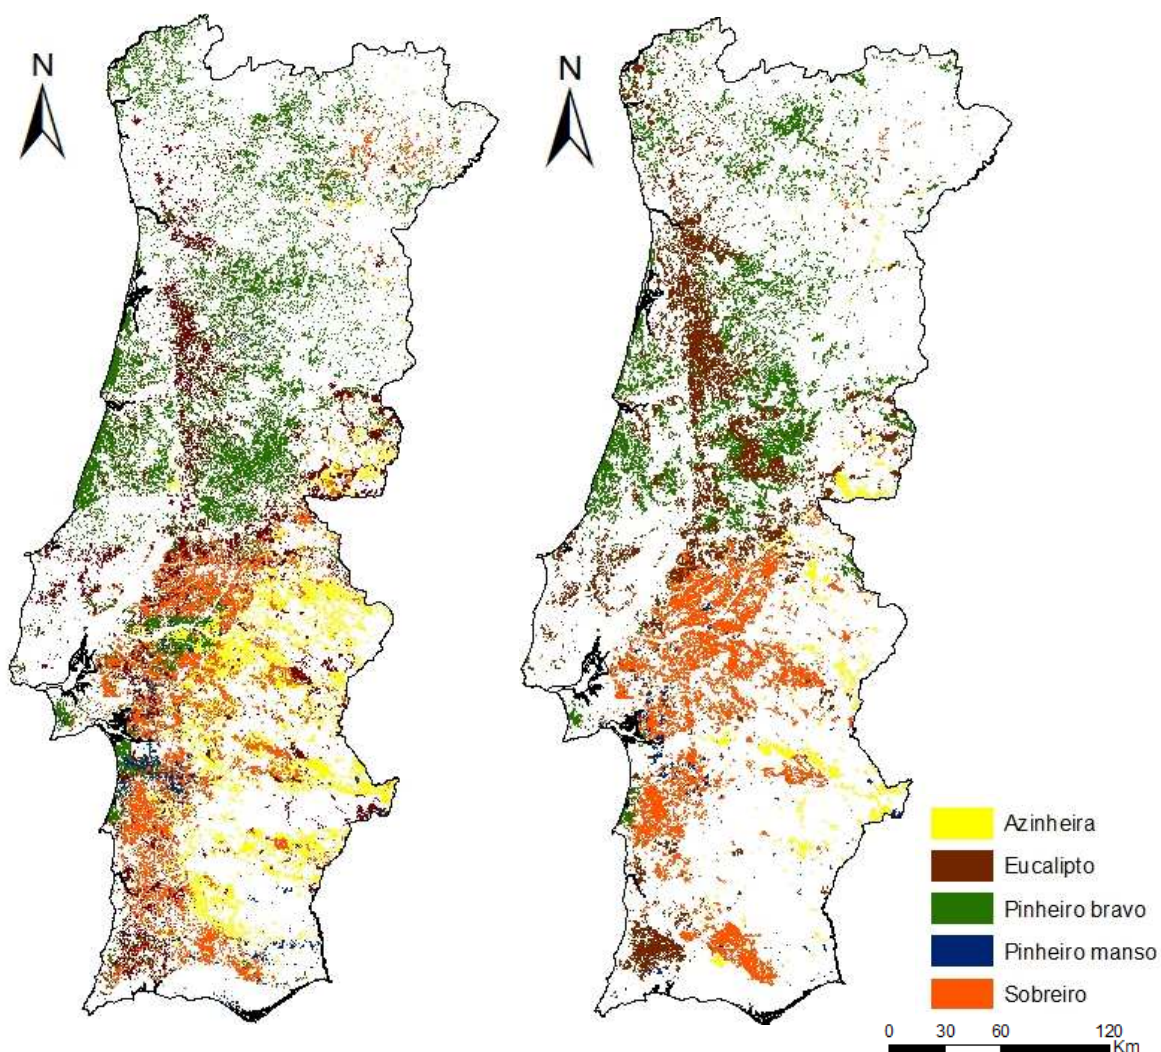 N
N
Azinheira
Eucalipto
Pinheiro bravo
Pinheiro manso
Sobreiro
0 30 60 120
Km